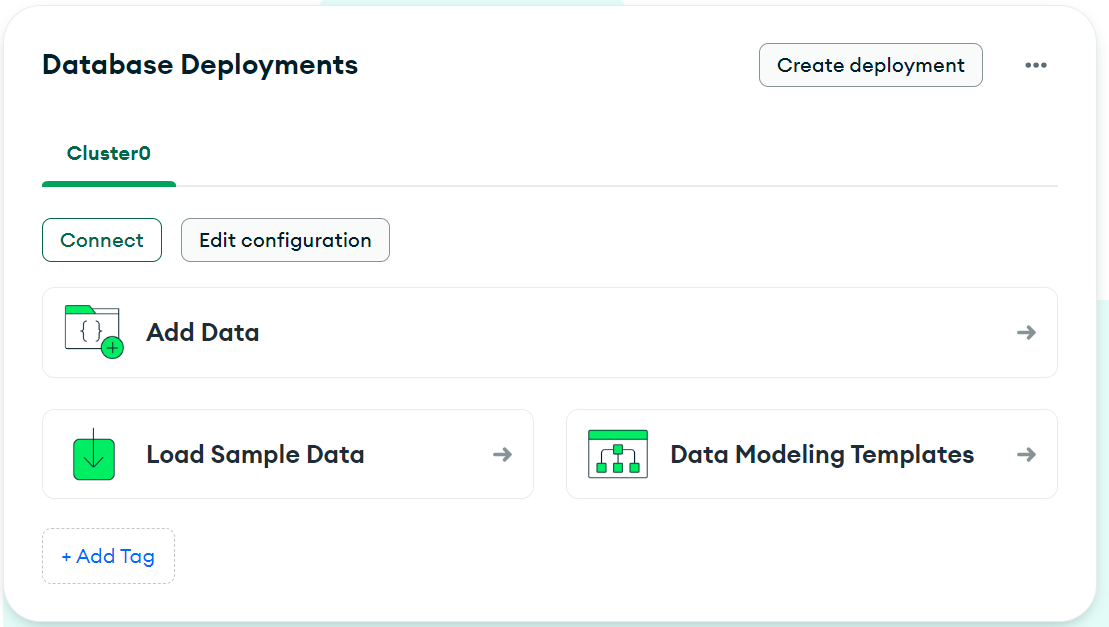 Database Deployments
Create deployment
Cluster0
Connect
Edit configuration
{ }
Add Data
Load Sample Data
Data Modeling Templates
+ Add Tag